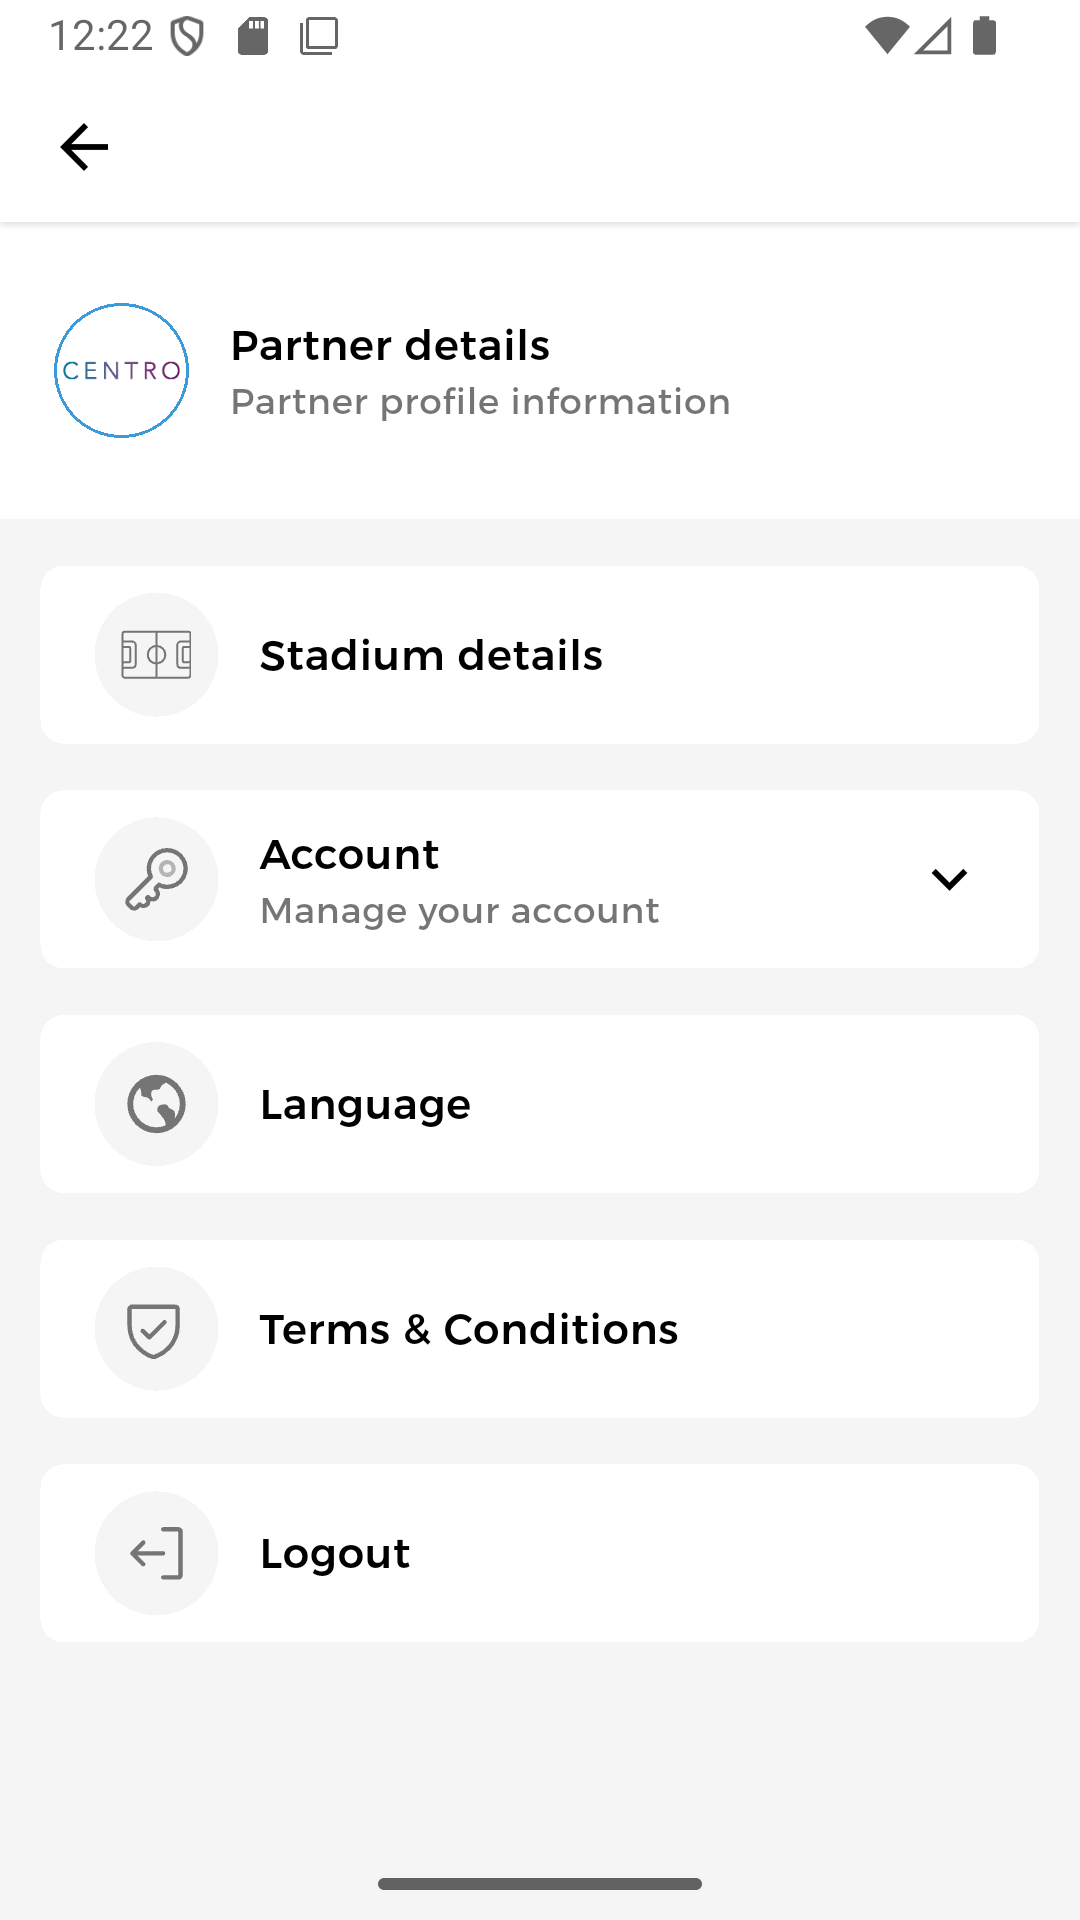 12:22
CENTRO
Partner details
Partner profile information
Stadium details
Account
Manage your account
Language
Terms & Conditions
Logout